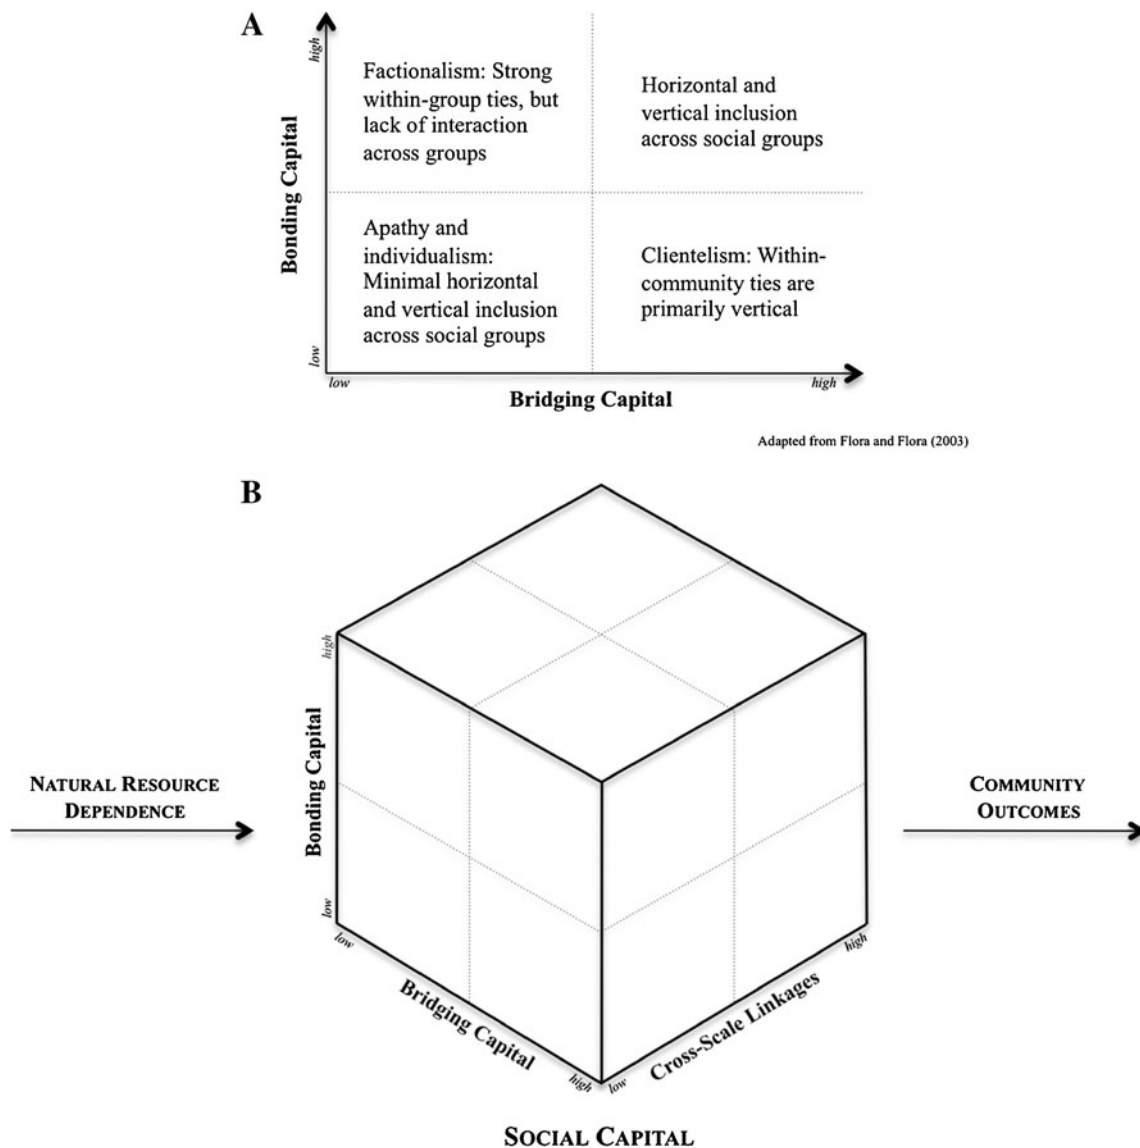 A
high
Bonding Capital
low
Factionalism: Strong
within-group ties, but
lack of interaction
across groups
Horizontal and
vertical inclusion
across social groups
Apathy and
individualism:
Minimal horizontal
and vertical inclusion
across social groups
Clientelism: Within-
community ties are
primarily vertical
low
high
Bridging Capital
Adapted from Flora and Flora (2003)
B
NATURAL RESOURCE
DEPENDENCE
high
Bonding Capital
low
low
Bridging Capital
high
low
Cross-Scale Linkages
high
COMMUNITY
OUTCOMES
SOCIAL CAPITAL